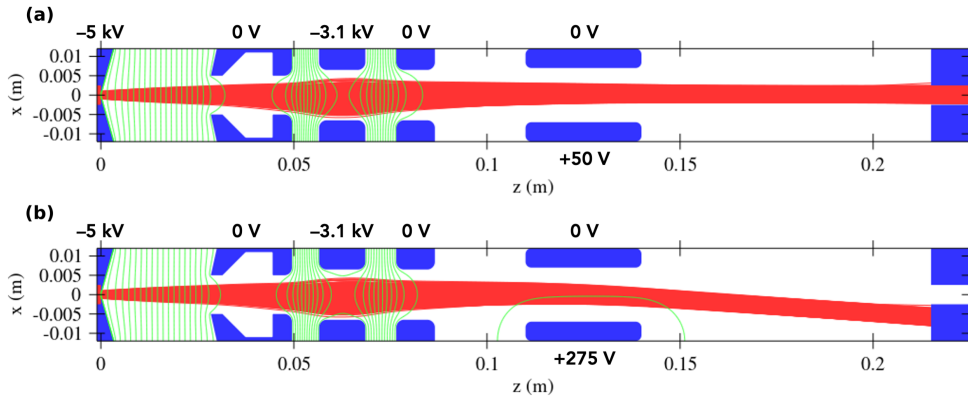 (a)
–5 kV 0 V –3.1 kV 0 V 0 V
0.01
0.005
0
-0.005
-0.01
x (m)
+50 V
0 0.05 0.1 0.15 0.2
z (m)
(b)
–5 kV 0 V –3.1 kV 0 V 0 V
0.01
0.005
0
-0.005
-0.01
x (m)
+275 V
0 0.05 0.1 0.15 0.2
z (m)